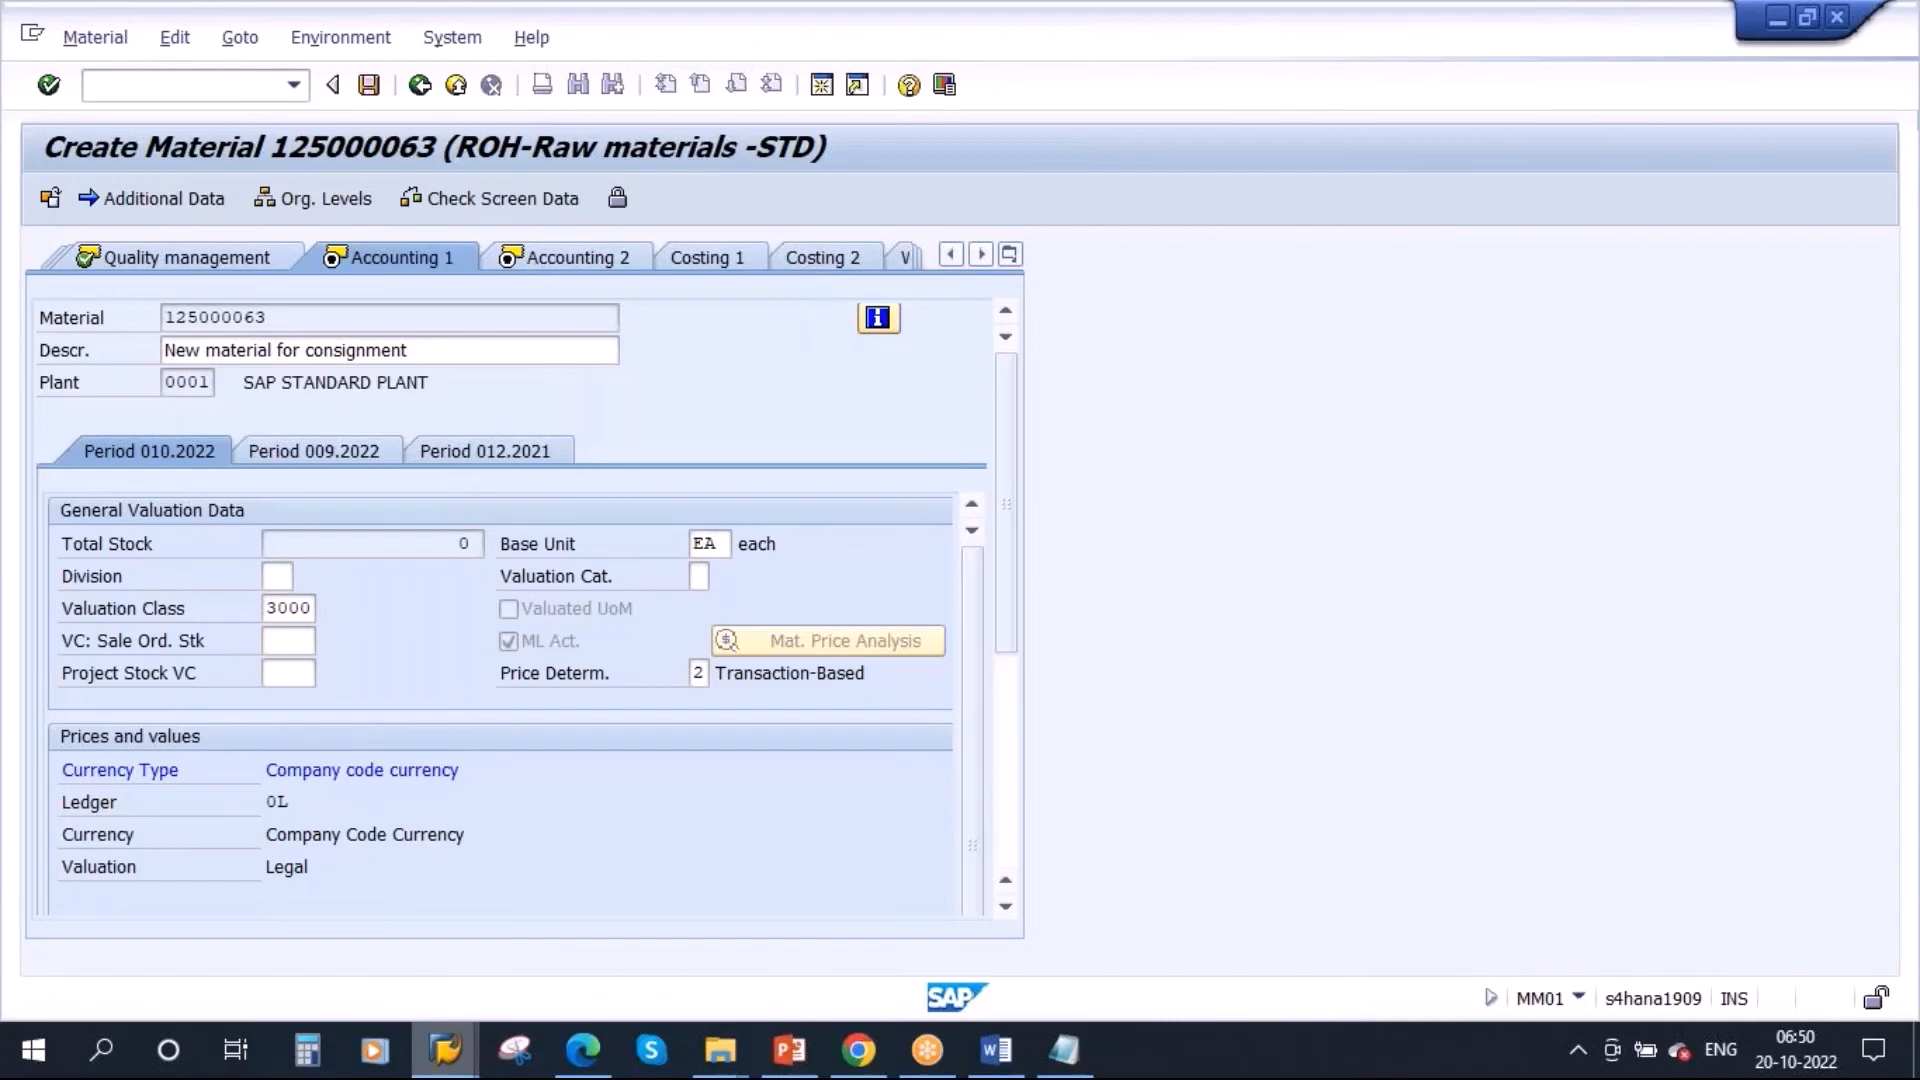 Material Edit Goto Environment System Help
Create Material 125000063 (ROH-Raw materials -STD)
Additional Data Org. Levels Check Screen Data
Quality management Accounting 1 Accounting 2 Costing 1 Costing 2
Material 125000063
Descr. New material for consignment
Plant 0001 SAP STANDARD PLANT
Period 010.2022 Period 009.2022 Period 012.2021
General Valuation Data
Total Stock 0 Base Unit EA each
Division Valuation Cat.
Valuation Class 3000 Valuated UoM
VC: Sale Ord. Stk ML Act. Mat. Price Analysis
Project Stock VC Price Determ. 2 Transaction-Based
Prices and values
Currency Type Company code currency
Ledger 0L
Currency Company Code Currency
Valuation Legal
SAP MM01 s4hana1909 INS
ENG 06:50
20-10-2022